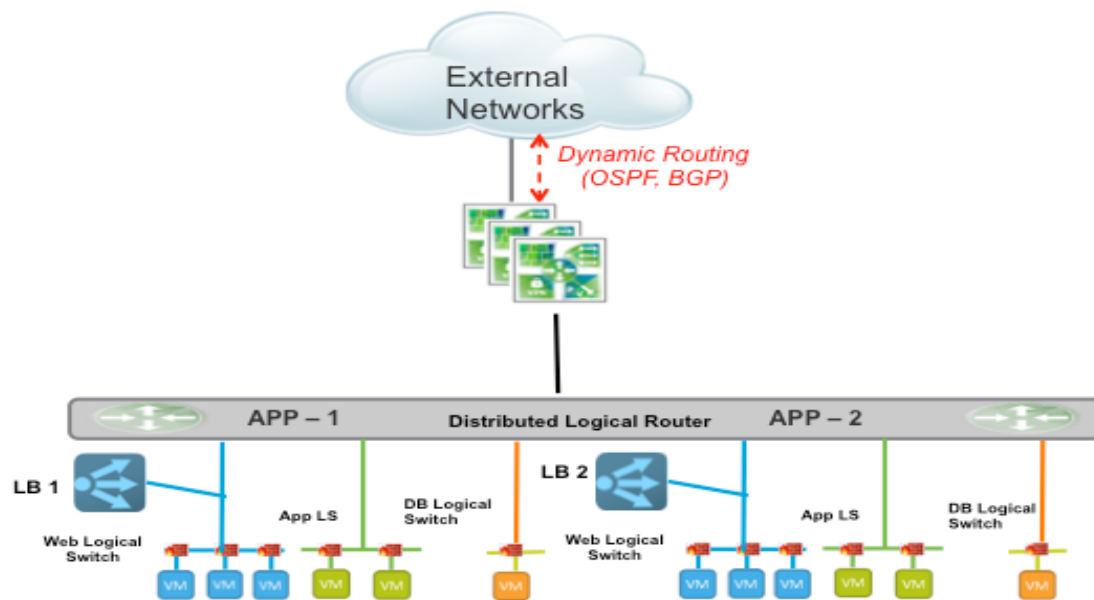 External
Networks
Dynamic Routing
(OSPF, BGP)
VPN
APP – 1
Distributed Logical Router
APP – 2
LB 1
LB 2
App LS
DB Logical
Switch
App LS
DB Logical
Switch
Web Logical
Switch
Web Logical
Switch
VM
VM
VM
VM
VM
VM
VM
VM
VM
VM
VM
VM